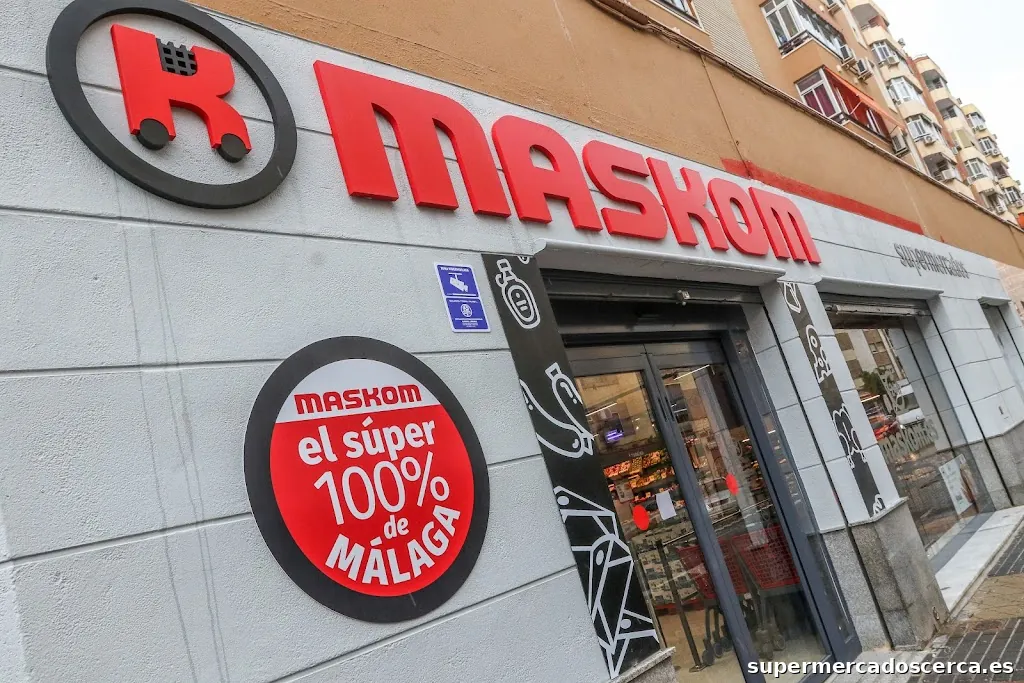 MASKOM
supermercados
MASKOM
el súper
100%
de
MÁLAGA
supermercadoscerca.es